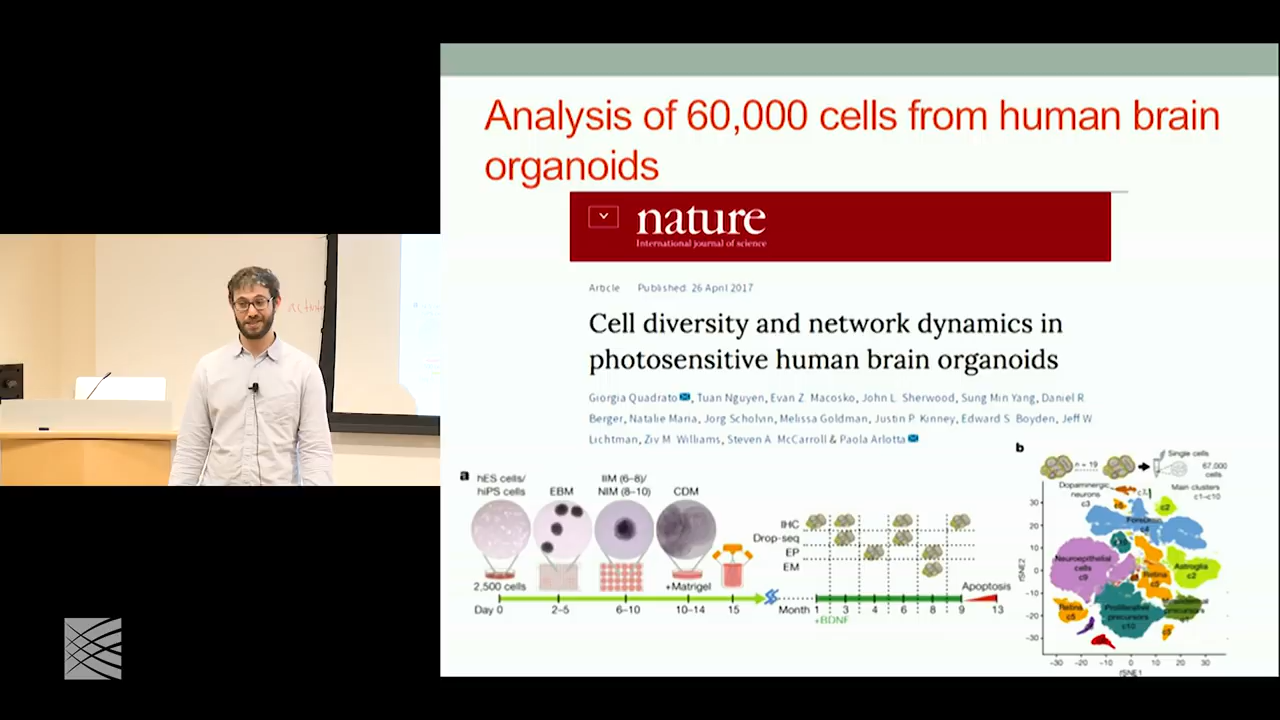 Analysis of 60,000 cells from human brain
organoids
nature
International journal of science
Article Published: 26 April 2017
Cell diversity and network dynamics in
photosensitive human brain organoids
Giorgia Quadrato, Tuan Nguyen, Evan Z. Macosko, John L. Sherwood, Sung Min Yang, Daniel R.
Berger, Natalie Maria, Jorg Scholvin, Melissa Goldman, Justin P. Kinney, Edward S. Boyden, Jeff W.
Lichtman, Ziv M. Williams, Steven A. McCarroll & Paola Arlotta
a
hES cells/
hiPS cells
EBM
IIM (6–8)/
NIM (8–10)
CDM
2,500 cells
+Matrigel
Day 0 2–5 6–10 10–14 15
IHC
Drop-seq
EP
EM
Apoptosis
Month 1 3 4 6 8 9 13
+BDNF
b
n = 19
Single cells
67,000
cells
Dopaminergic
neurons
c3
Main clusters
c1–c10
c2
Forebrain
c4
Neuroepithelial
cells
c9
Astroglia
c2
Retina
c5
Retina
c5
Proliferative
precursors
c10
Mesodermal
precursors
30
20
10
0
−10
−20
−30
tSNE2
−30 −20 −10 0 10 20 30
tSNE1